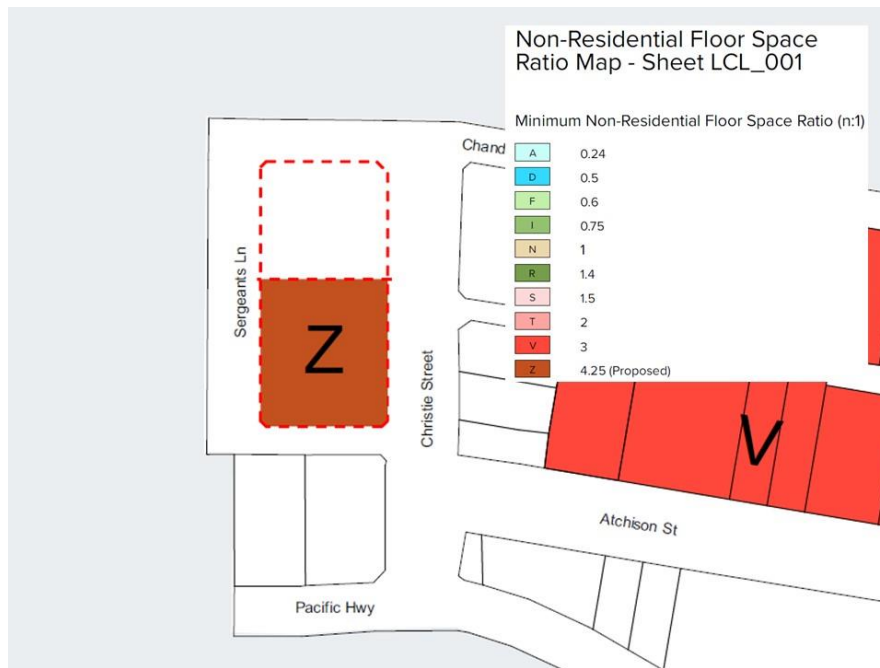 Non-Residential Floor Space
Ratio Map - Sheet LCL_001
Minimum Non-Residential Floor Space Ratio (n:1)
A 0.24
D 0.5
F 0.6
I 0.75
N 1
R 1.4
S 1.5
T 2
V 3
Z 4.25 (Proposed)
Chand
Sergeants Ln
Z
Christie Street
V
Atchison St
Pacific Hwy